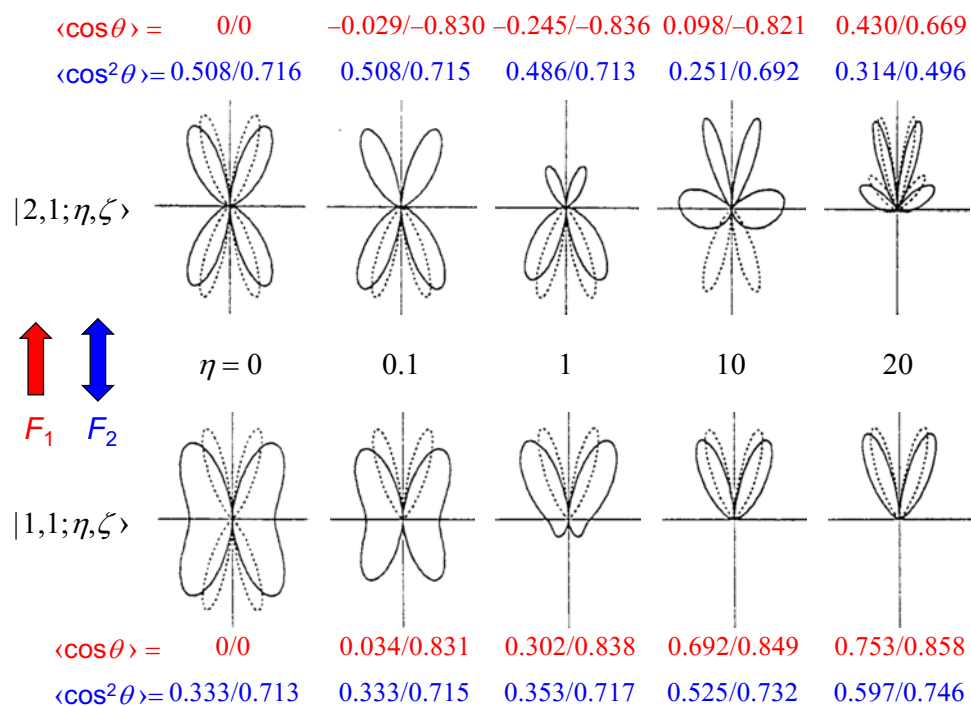 ‹cosθ› = 0/0 −0.029/−0.830 −0.245/−0.836 0.098/−0.821 0.430/0.669
‹cos²θ›= 0.508/0.716 0.508/0.715 0.486/0.713 0.251/0.692 0.314/0.496
|2,1;η,ζ⟩
η = 0 0.1 1 10 20
F₁ F₂
|1,1;η,ζ⟩
‹cosθ› = 0/0 0.034/0.831 0.302/0.838 0.692/0.849 0.753/0.858
‹cos²θ›= 0.333/0.713 0.333/0.715 0.353/0.717 0.525/0.732 0.597/0.746